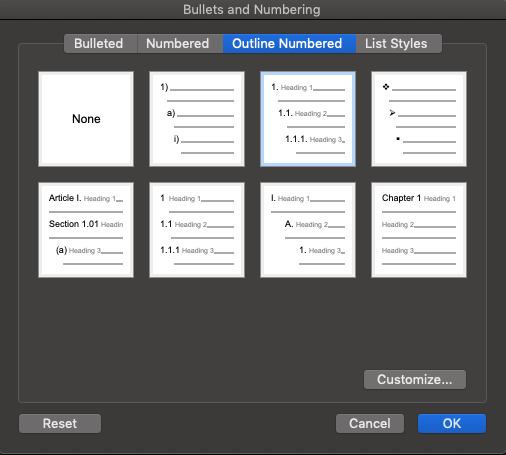 Bullets and Numbering
Bulleted Numbered Outline Numbered List Styles
None
1)
a)
i)
1. Heading 1
1.1. Heading 2
1.1.1. Heading 3
Article I. Heading 1
Section 1.01 Headin
(a) Heading 3
1 Heading 1
1.1 Heading 2
1.1.1 Heading 3
I. Heading 1
A. Heading 2
1. Heading 3
Chapter 1 Heading 1
Heading 2
Heading 3
Customize...
Reset Cancel OK